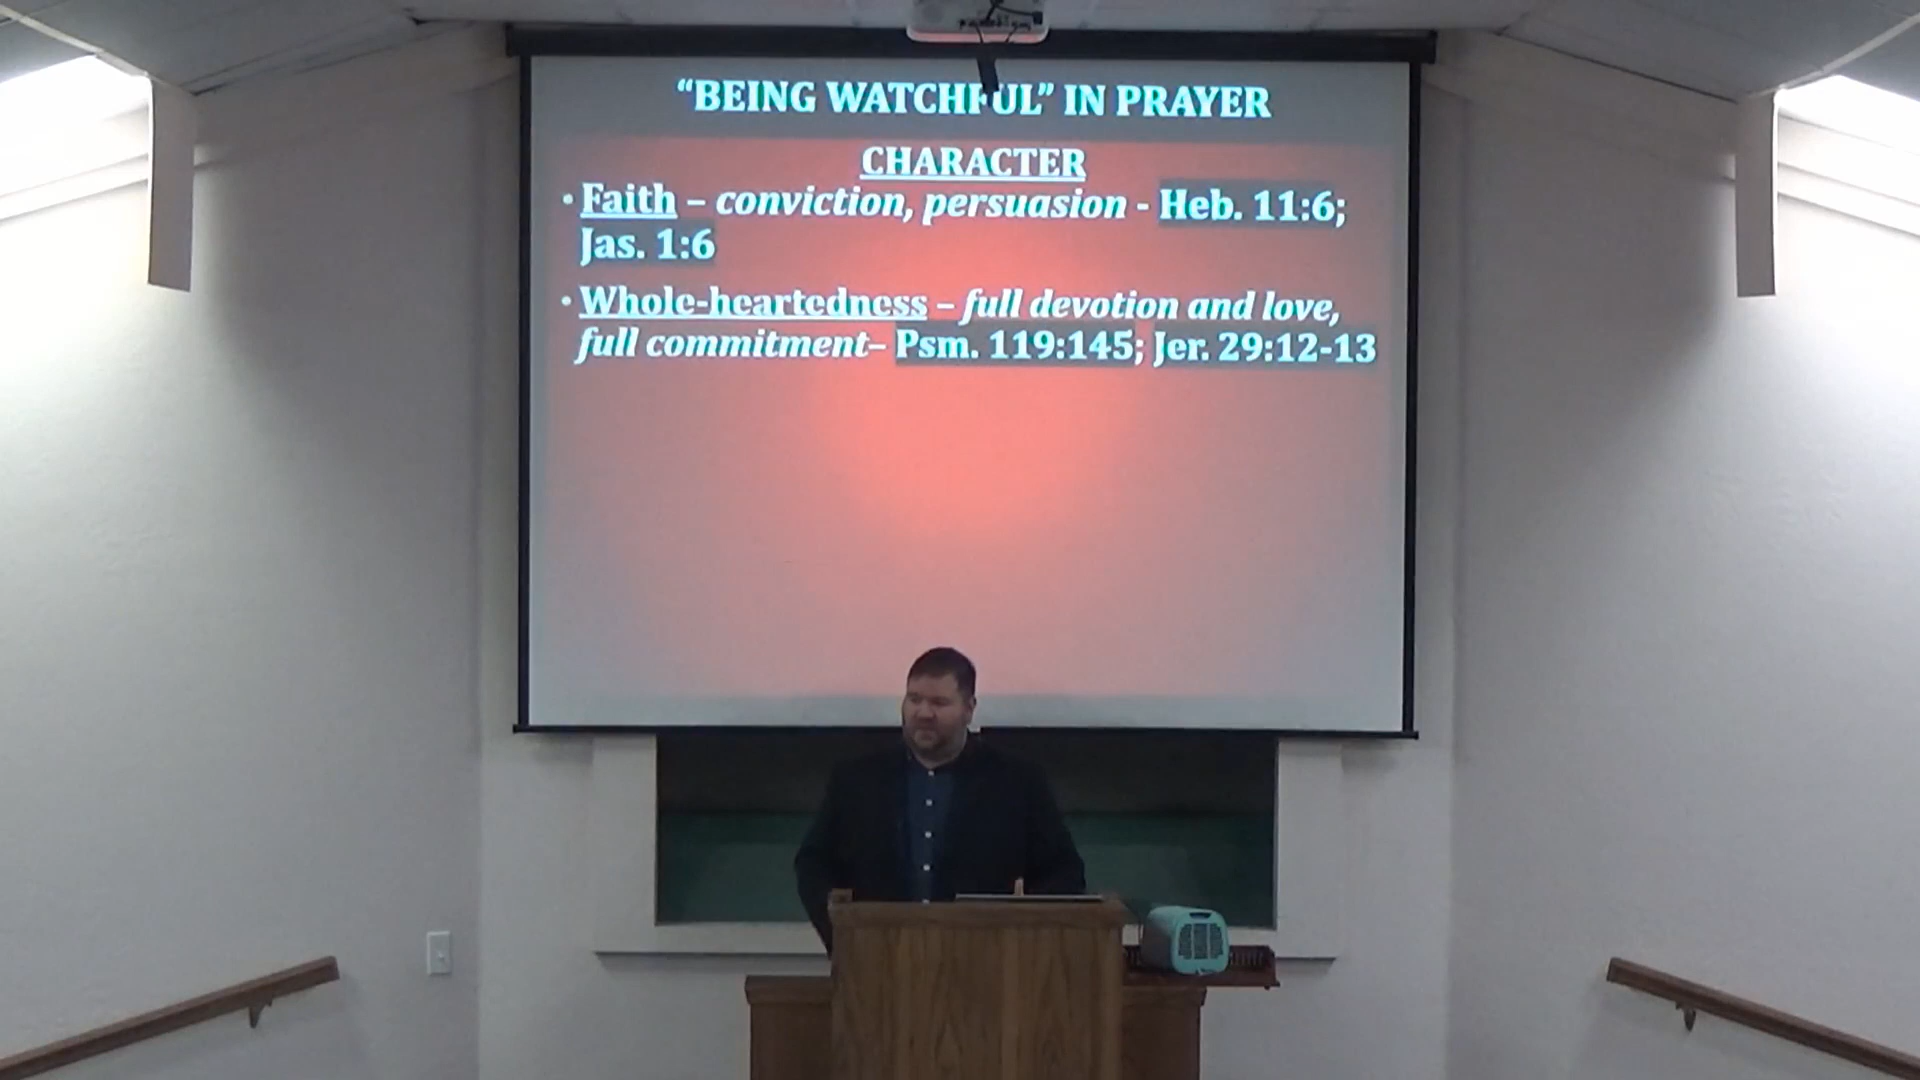 “BEING WATCHFUL” IN PRAYER
CHARACTER
• Faith – conviction, persuasion - Heb. 11:6;
Jas. 1:6
• Whole-heartedness – full devotion and love,
full commitment– Psm. 119:145; Jer. 29:12-13